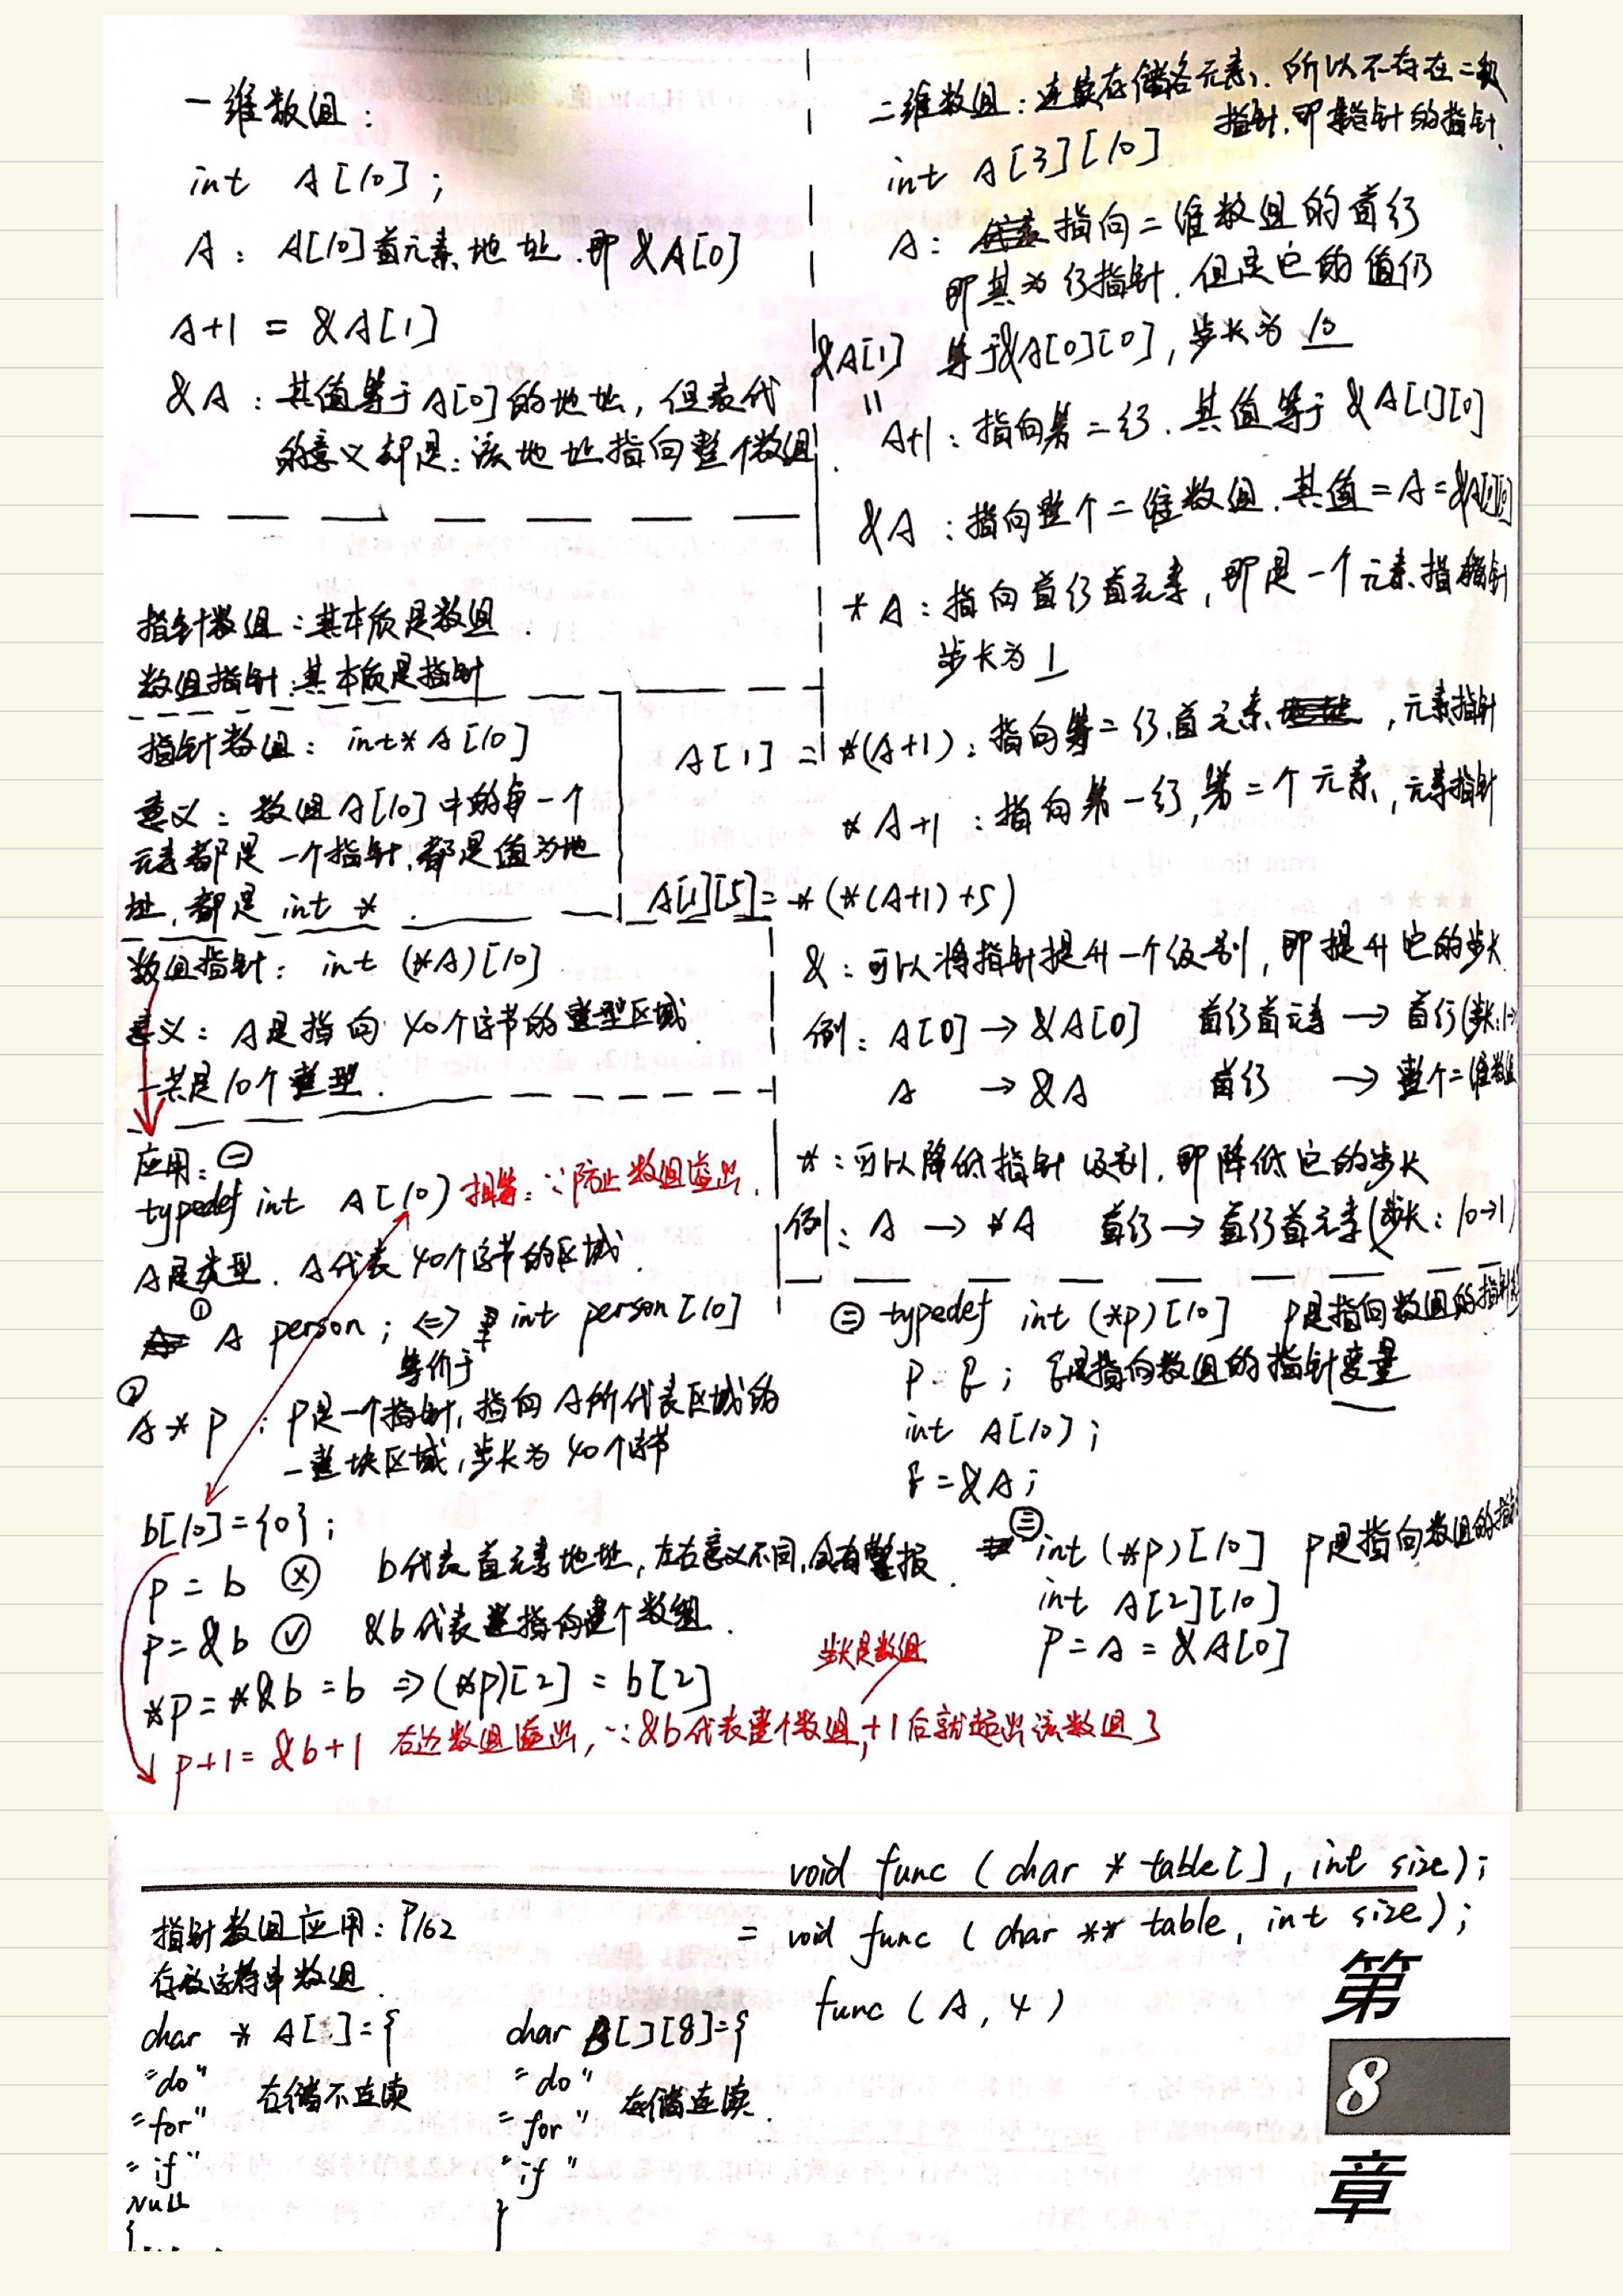 一维数组：
int A[10]；
A：A[10]首元素地址.即&A[0]
A+1 = &A[1]
&A：其值等于A[0]的地址，但表代
的意义却是：该地址指向整个数组.
指针数组：其本质是数组.
数组指针：其本质是指针
指针数组：int* A[10]
意义：数组A[10]中的每一个
元素都是一个指针，都是值为地
址，都是 int *.
数组指针：int (*A)[10]
意义：A是指向40个字节的整型区域.
一共是10个整型.
应用：㊀
typedef int A[10] 相等：∵防止数组溢出.
A是类型. A代表40个字节的区域.
① A person; <=> int person[10]
等价于
② A * p：P是一个指针，指向A所代表区域的
一整块区域，步长为40个字节
b[10]={0}；
P = b ⓧ b代表首元素地址，左右意义不同，会有警报.
P = &b ⓥ &b代表指向整个数组.
*P = *&b = b => (*p)[2] = b[2]
步长是数组
P+1 = &b+1 右边数组溢出，∵&b代表整个数组，+1后就超出该数组了
二维数组：连续存储各元素，所以不存在二级
指针，即指针的指针.
int A[3][10]
A：指向二维数组的首行
即其为行指针. 但是它的值仍
等于&A[0][0]，步长为10
&A[1]
=
A+1：指向第二行. 其值等于&A[1][0]
&A：指向整个二维数组. 其值=A=
*A：指向首行首元素，即是一个元素指针
步长为1
A[1] = *(A+1)：指向第二行首元素，元素指针
*A+1：指向第一行，第二个元素，元素指针
A[1][5] = *(*(A+1)+5)
&：可以将指针提升一个级别，即提升它的步长
例：A[0]→&A[0] 首行首元素→首行
A →&A 首行 → 整个二维数组
*：可以降低指针级别，即降低它的步长
例：A → *A 首行→首行首元素(步长：10→1)
㊁ typedef int (*p)[10] P是指向数组的指针
是指向数组的指针变量
int A[10]；
=&A；
㊂ int (*p)[10] P是指向数组的指针
int A[2][10]
P = A = &A[0]
void func (char * table[], int size);
= void func (char ** table, int size);
func (A, 4)
指针数组应用：P162
存放字符串数组.
char * A[ ]={
"do"
"for" 存储不连续
"if"
NULL
}
char B[][8]={
"do"
"for" 存储连续.
"if"
}
第
8
章